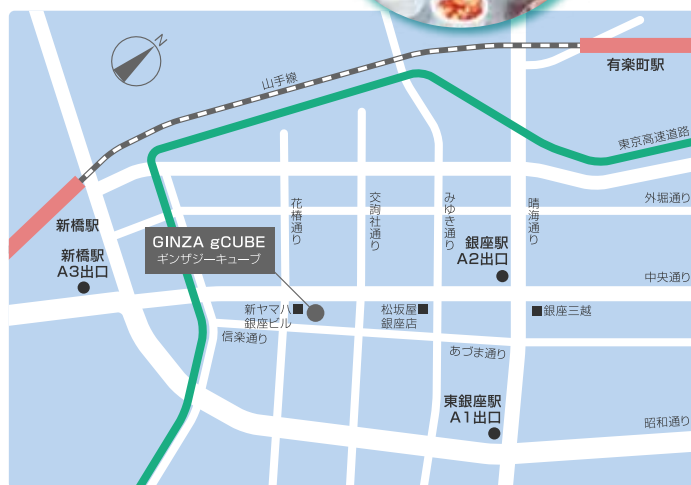 N
山手線
有楽町駅
東京高速道路
外堀通り
新橋駅
新橋駅
A3出口
GINZA gCUBE
ギンザジーキューブ
花椿通り
交詢社通り
みゆき通り
晴海通り
銀座駅
A2出口
中央通り
新ヤマハ
銀座ビル
松坂屋
銀座店
銀座三越
信楽通り
あづま通り
東銀座駅
A1出口
昭和通り